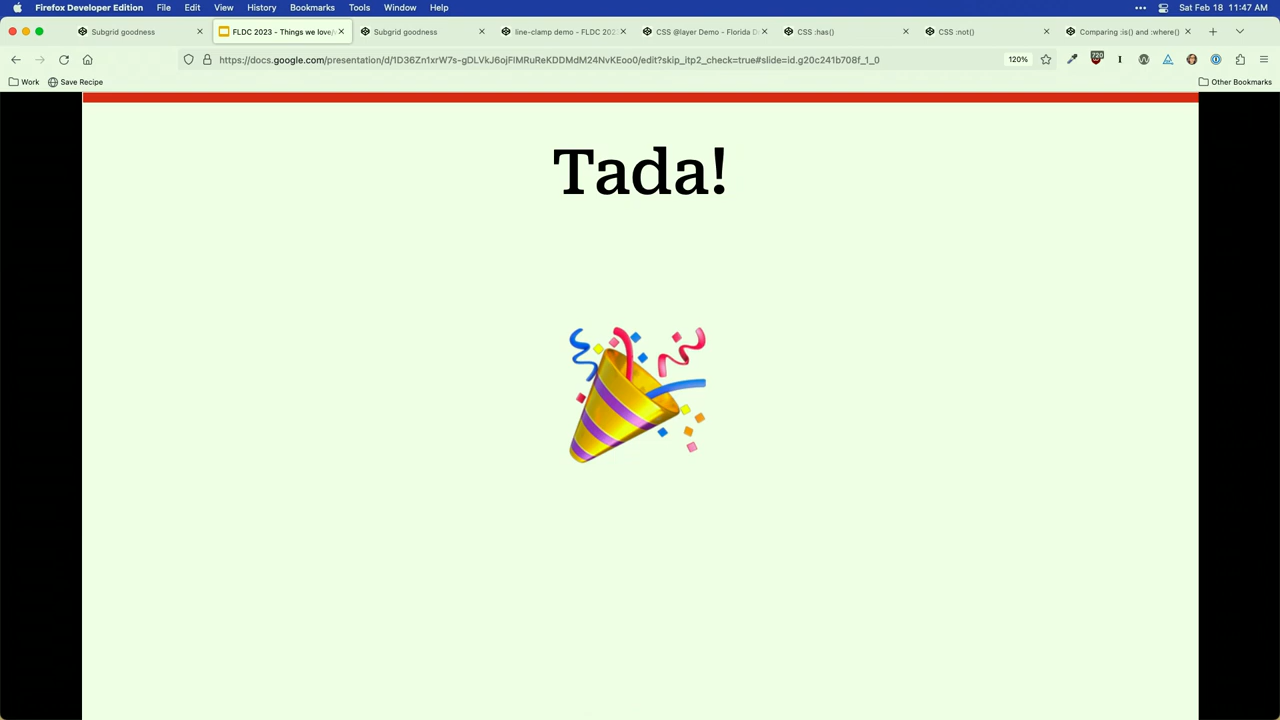 Firefox Developer Edition File Edit View History Bookmarks Tools Window Help Sat Feb 18 11:47 AM
Subgrid goodness FLDC 2023 - Things we love/ Subgrid goodness line-clamp demo - FLDC 202 CSS @layer Demo - Florida D CSS :has() CSS :not() Comparing :is() and :where()
https://docs.google.com/presentation/d/1D36Zn1xrW7s-gDLVkJ6ojFIMRuReKDDMdM24NvKEoo0/edit?skip_itp2_check=true#slide=id.g20c241b708f_1_0 120% 720
Work Save Recipe Other Bookmarks
Tada!